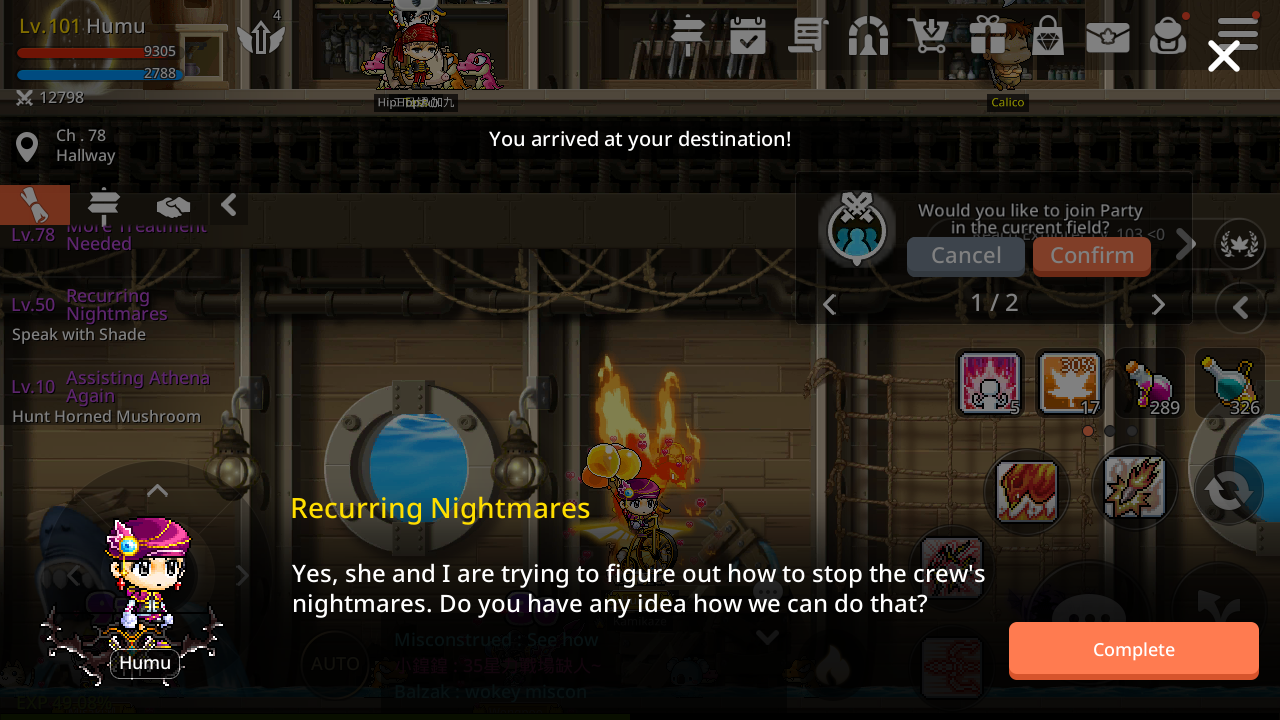 Lv.101 Humu
4
9305
2788
12798
Calico
Ch . 78
Hallway
You arrived at your destination!
Lv.78 More Treatment
Needed
Would you like to join Party
in the current field?
Cancel
Confirm
1 / 2
Lv.50 Recurring
Nightmares
Speak with Shade
Lv.10 Assisting Athena
Again
Hunt Horned Mushroom
30%
5
17
289
326
Recurring Nightmares
Yes, she and I are trying to figure out how to stop the crew's
nightmares. Do you have any idea how we can do that?
Misconstrued : See how
AUTO
Humu
Complete
Balzak : wokey miscon
EXP 49.08%